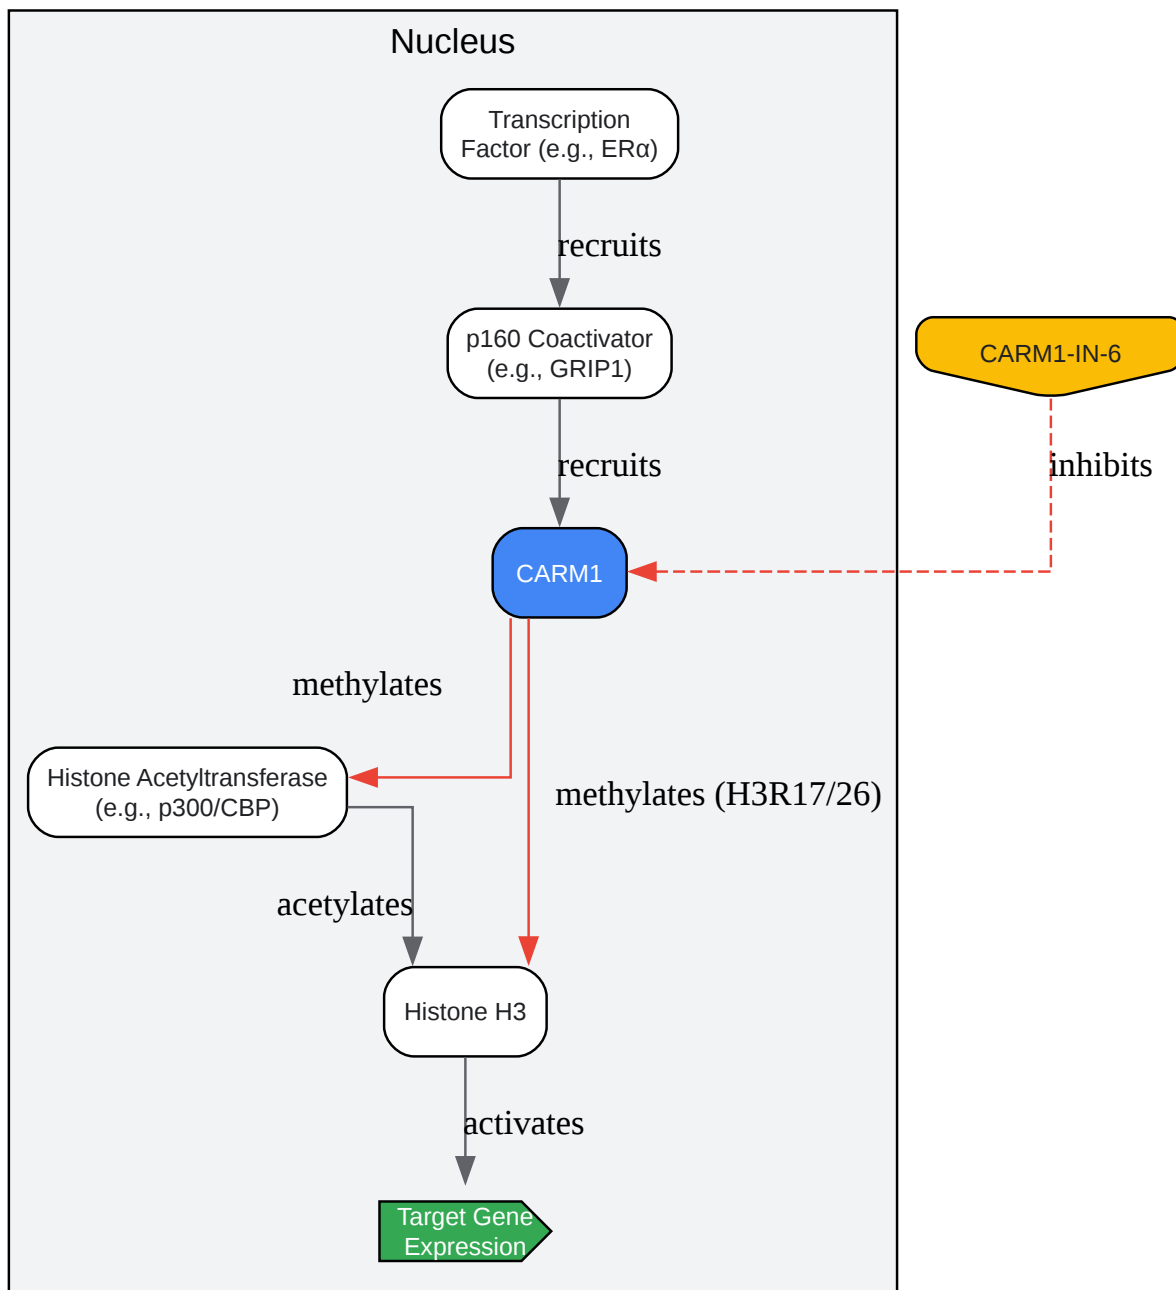 Nucleus
Transcription
Factor (e.g., ERα)
recruits
p160 Coactivator
(e.g., GRIP1)
CARM1-IN-6
recruits
inhibits
CARM1
methylates
Histone Acetyltransferase
(e.g., p300/CBP)
methylates (H3R17/26)
acetylates
Histone H3
activates
Target Gene
Expression